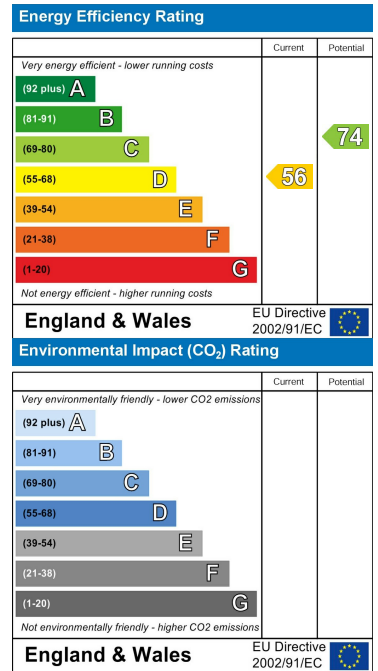 Energy Efficiency Rating
Current Potential
Very energy efficient - lower running costs
(92 plus) A
(81-91) B
(69-80) C
(55-68) D
(39-54) E
(21-38) F
(1-20) G
74
56
Not energy efficient - higher running costs
England & Wales
EU Directive
2002/91/EC
Environmental Impact (CO₂) Rating
Current Potential
Very environmentally friendly - lower CO2 emissions
(92 plus) A
(81-91) B
(69-80) C
(55-68) D
(39-54) E
(21-38) F
(1-20) G
Not environmentally friendly - higher CO2 emissions
England & Wales
EU Directive
2002/91/EC